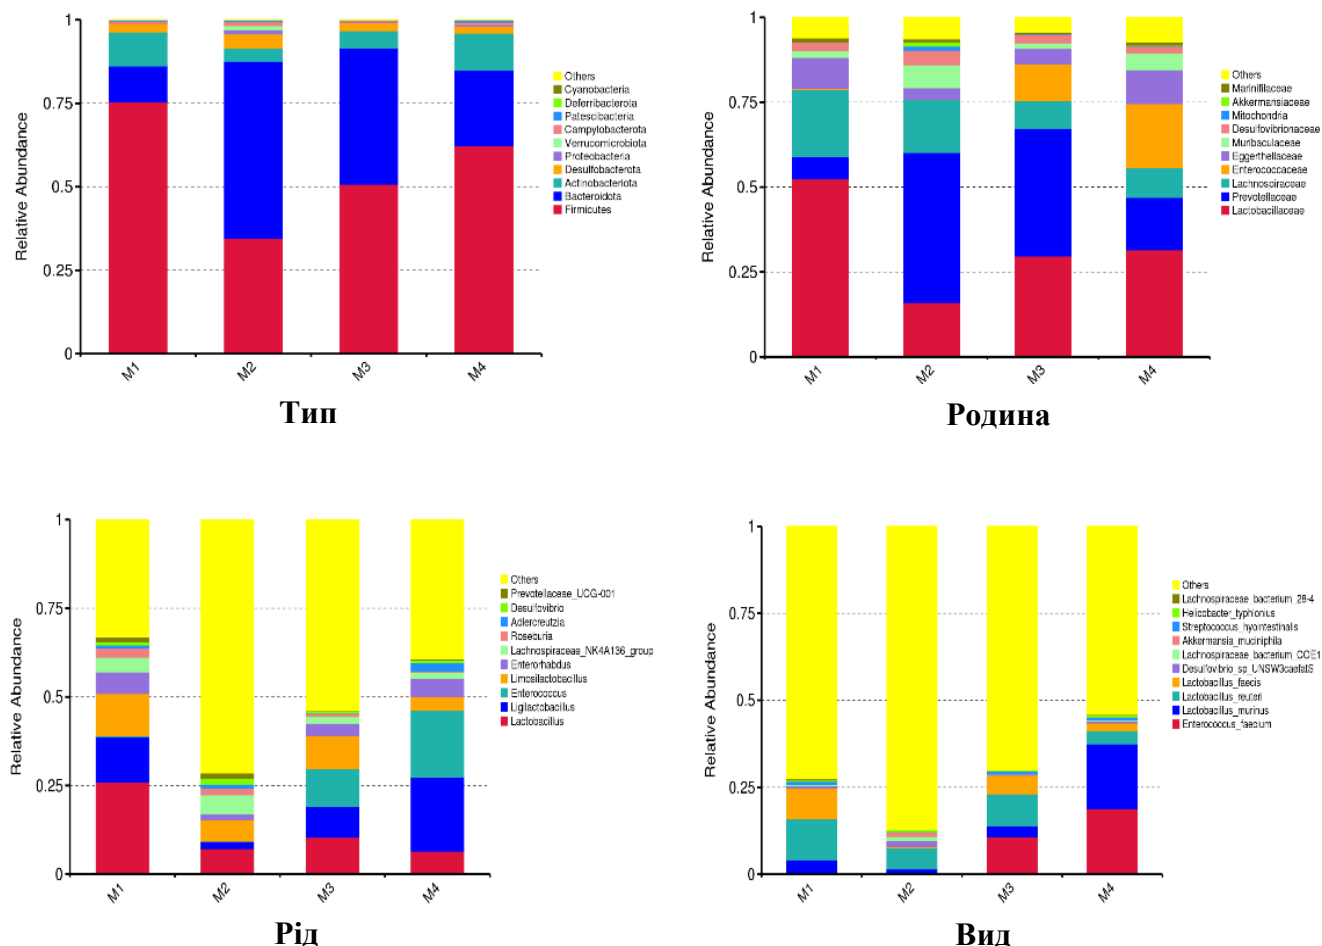 Relative Abundance
1
0.75
0.5
0.25
0
M1
M2
M3
M4
Others
Cyanobacteria
Deferribacterota
Patescibacteria
Campylobacterota
Verrucomicrobiota
Proteobacteria
Desulfobacterota
Actinobacteriota
Bacteroidota
Firmicutes
Тип
Relative Abundance
1
0.75
0.5
0.25
0
M1
M2
M3
M4
Others
Marinifilaceae
Akkermansiaceae
Mitochondria
Desulfovibrionaceae
Muribaculaceae
Eggerthellaceae
Enterococcaceae
Lachnospiraceae
Prevotellaceae
Lactobacillaceae
Родина
Relative Abundance
1
0.75
0.5
0.25
0
M1
M2
M3
M4
Others
Prevotellaceae_UCG-001
Desulfovibrio
Adlercreutzia
Roseburia
Lachnospiraceae_NK4A136_group
Enterorhabdus
Limosilactobacillus
Enterococcus
Ligilactobacillus
Lactobacillus
Рід
Relative Abundance
1
0.75
0.5
0.25
0
M1
M2
M3
M4
Others
Lachnospiraceae_bacterium_28-4
Helicobacter_typhlonius
Streptococcus_hyointestinalis
Akkermansia_muciniphila
Lachnospiraceae_bacterium_COE1
Desulfovibrio_sp_UNSW3caefatS
Lactobacillus_faecis
Lactobacillus_reuteri
Lactobacillus_murinus
Enterococcus_faecium
Вид